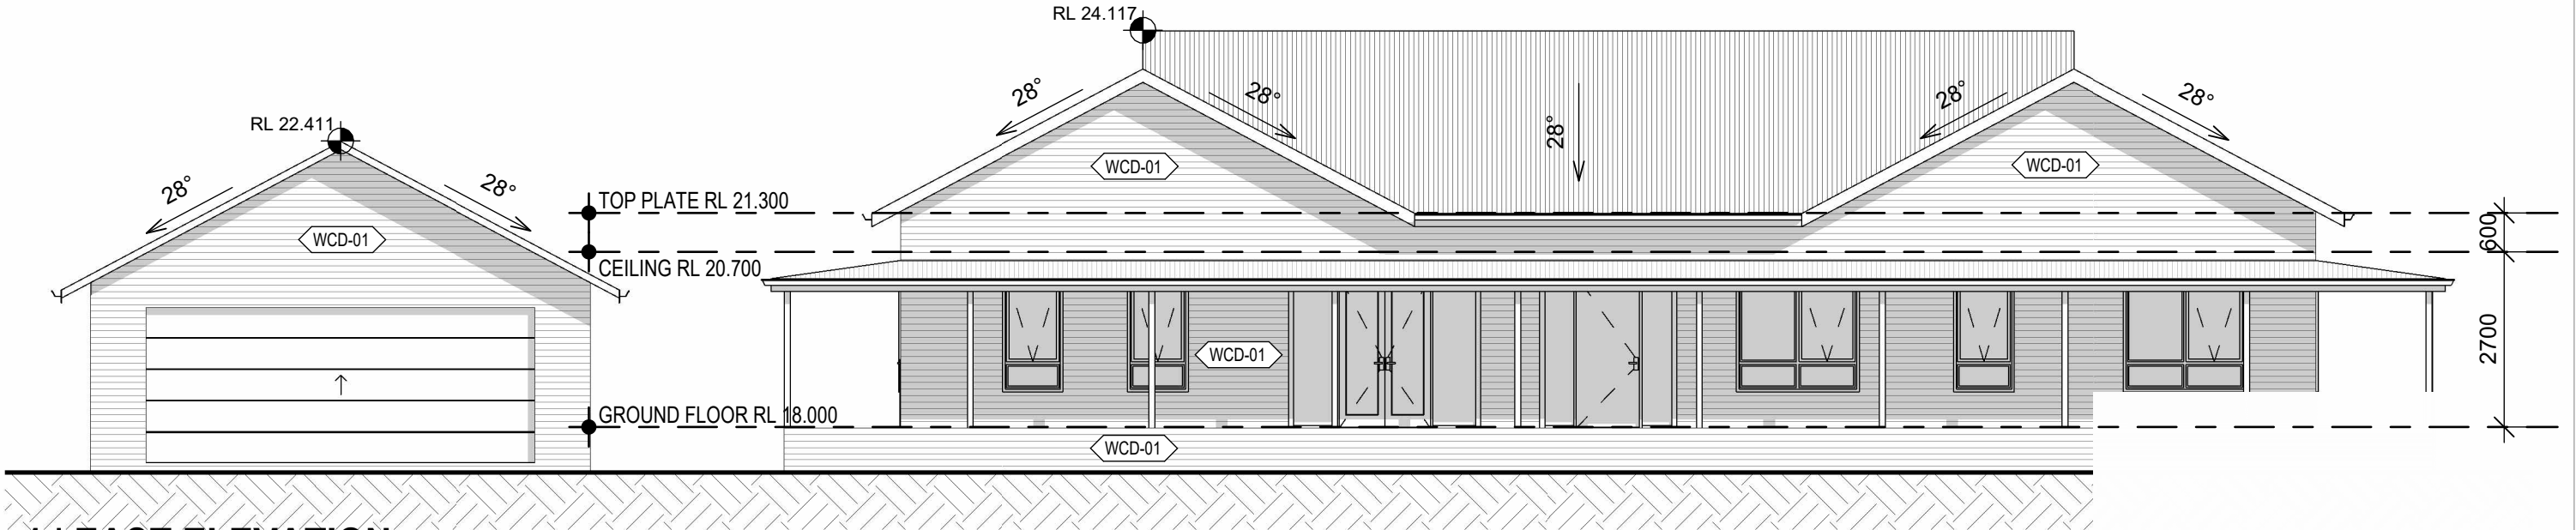 RL 24.117
28°
28°
28°
28°
28°
RL 22.411
28°
28°
WCD-01
WCD-01
WCD-01
TOP PLATE RL 21.300
CEILING RL 20.700
600
2700
WCD-01
GROUND FLOOR RL 18.000
WCD-01